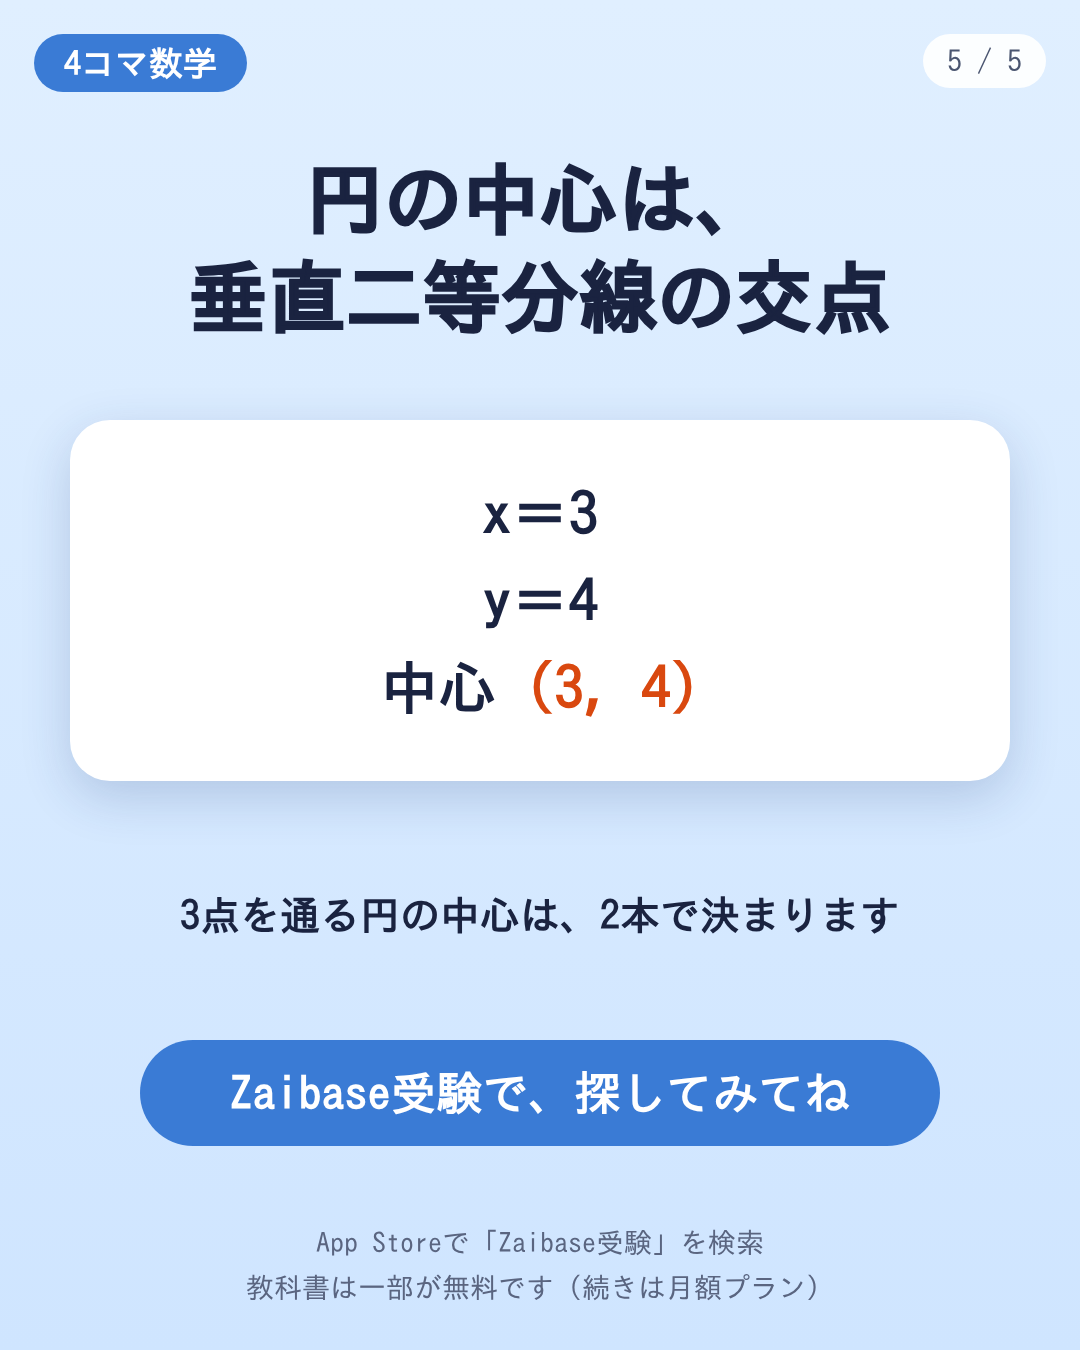 4コマ数学
5 / 5
円の中心は、
垂直二等分線の交点
x＝3
y＝4
中心（3, 4）
3点を通る円の中心は、2本で決まります
Zaibase受験で、探してみてね
App Storeで「Zaibase受験」を検索
教科書は一部が無料です（続きは月額プラン）